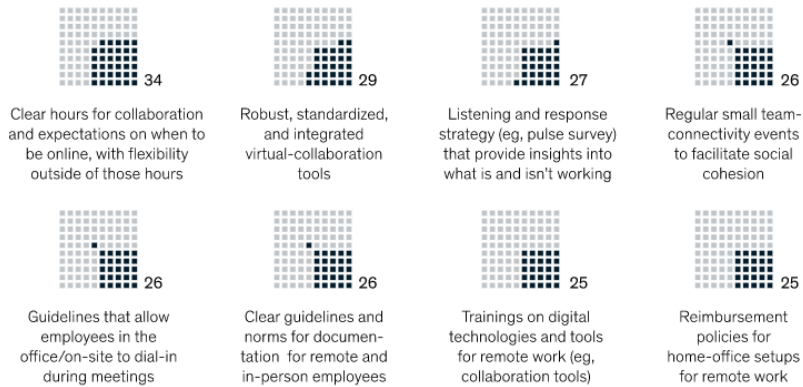 34
Clear hours for collaboration
and expectations on when to
be online, with flexibility
outside of those hours
29
Robust, standardized,
and integrated
virtual-collaboration
tools
27
Listening and response
strategy (eg, pulse survey)
that provide insights into
what is and isn't working
26
Regular small team-
connectivity events
to facilitate social
cohesion
26
Guidelines that allow
employees in the
office/on-site to dial-in
during meetings
26
Clear guidelines and
norms for documen-
tation for remote and
in-person employees
25
Trainings on digital
technologies and tools
for remote work (eg,
collaboration tools)
25
Reimbursement
policies for
home-office setups
for remote work